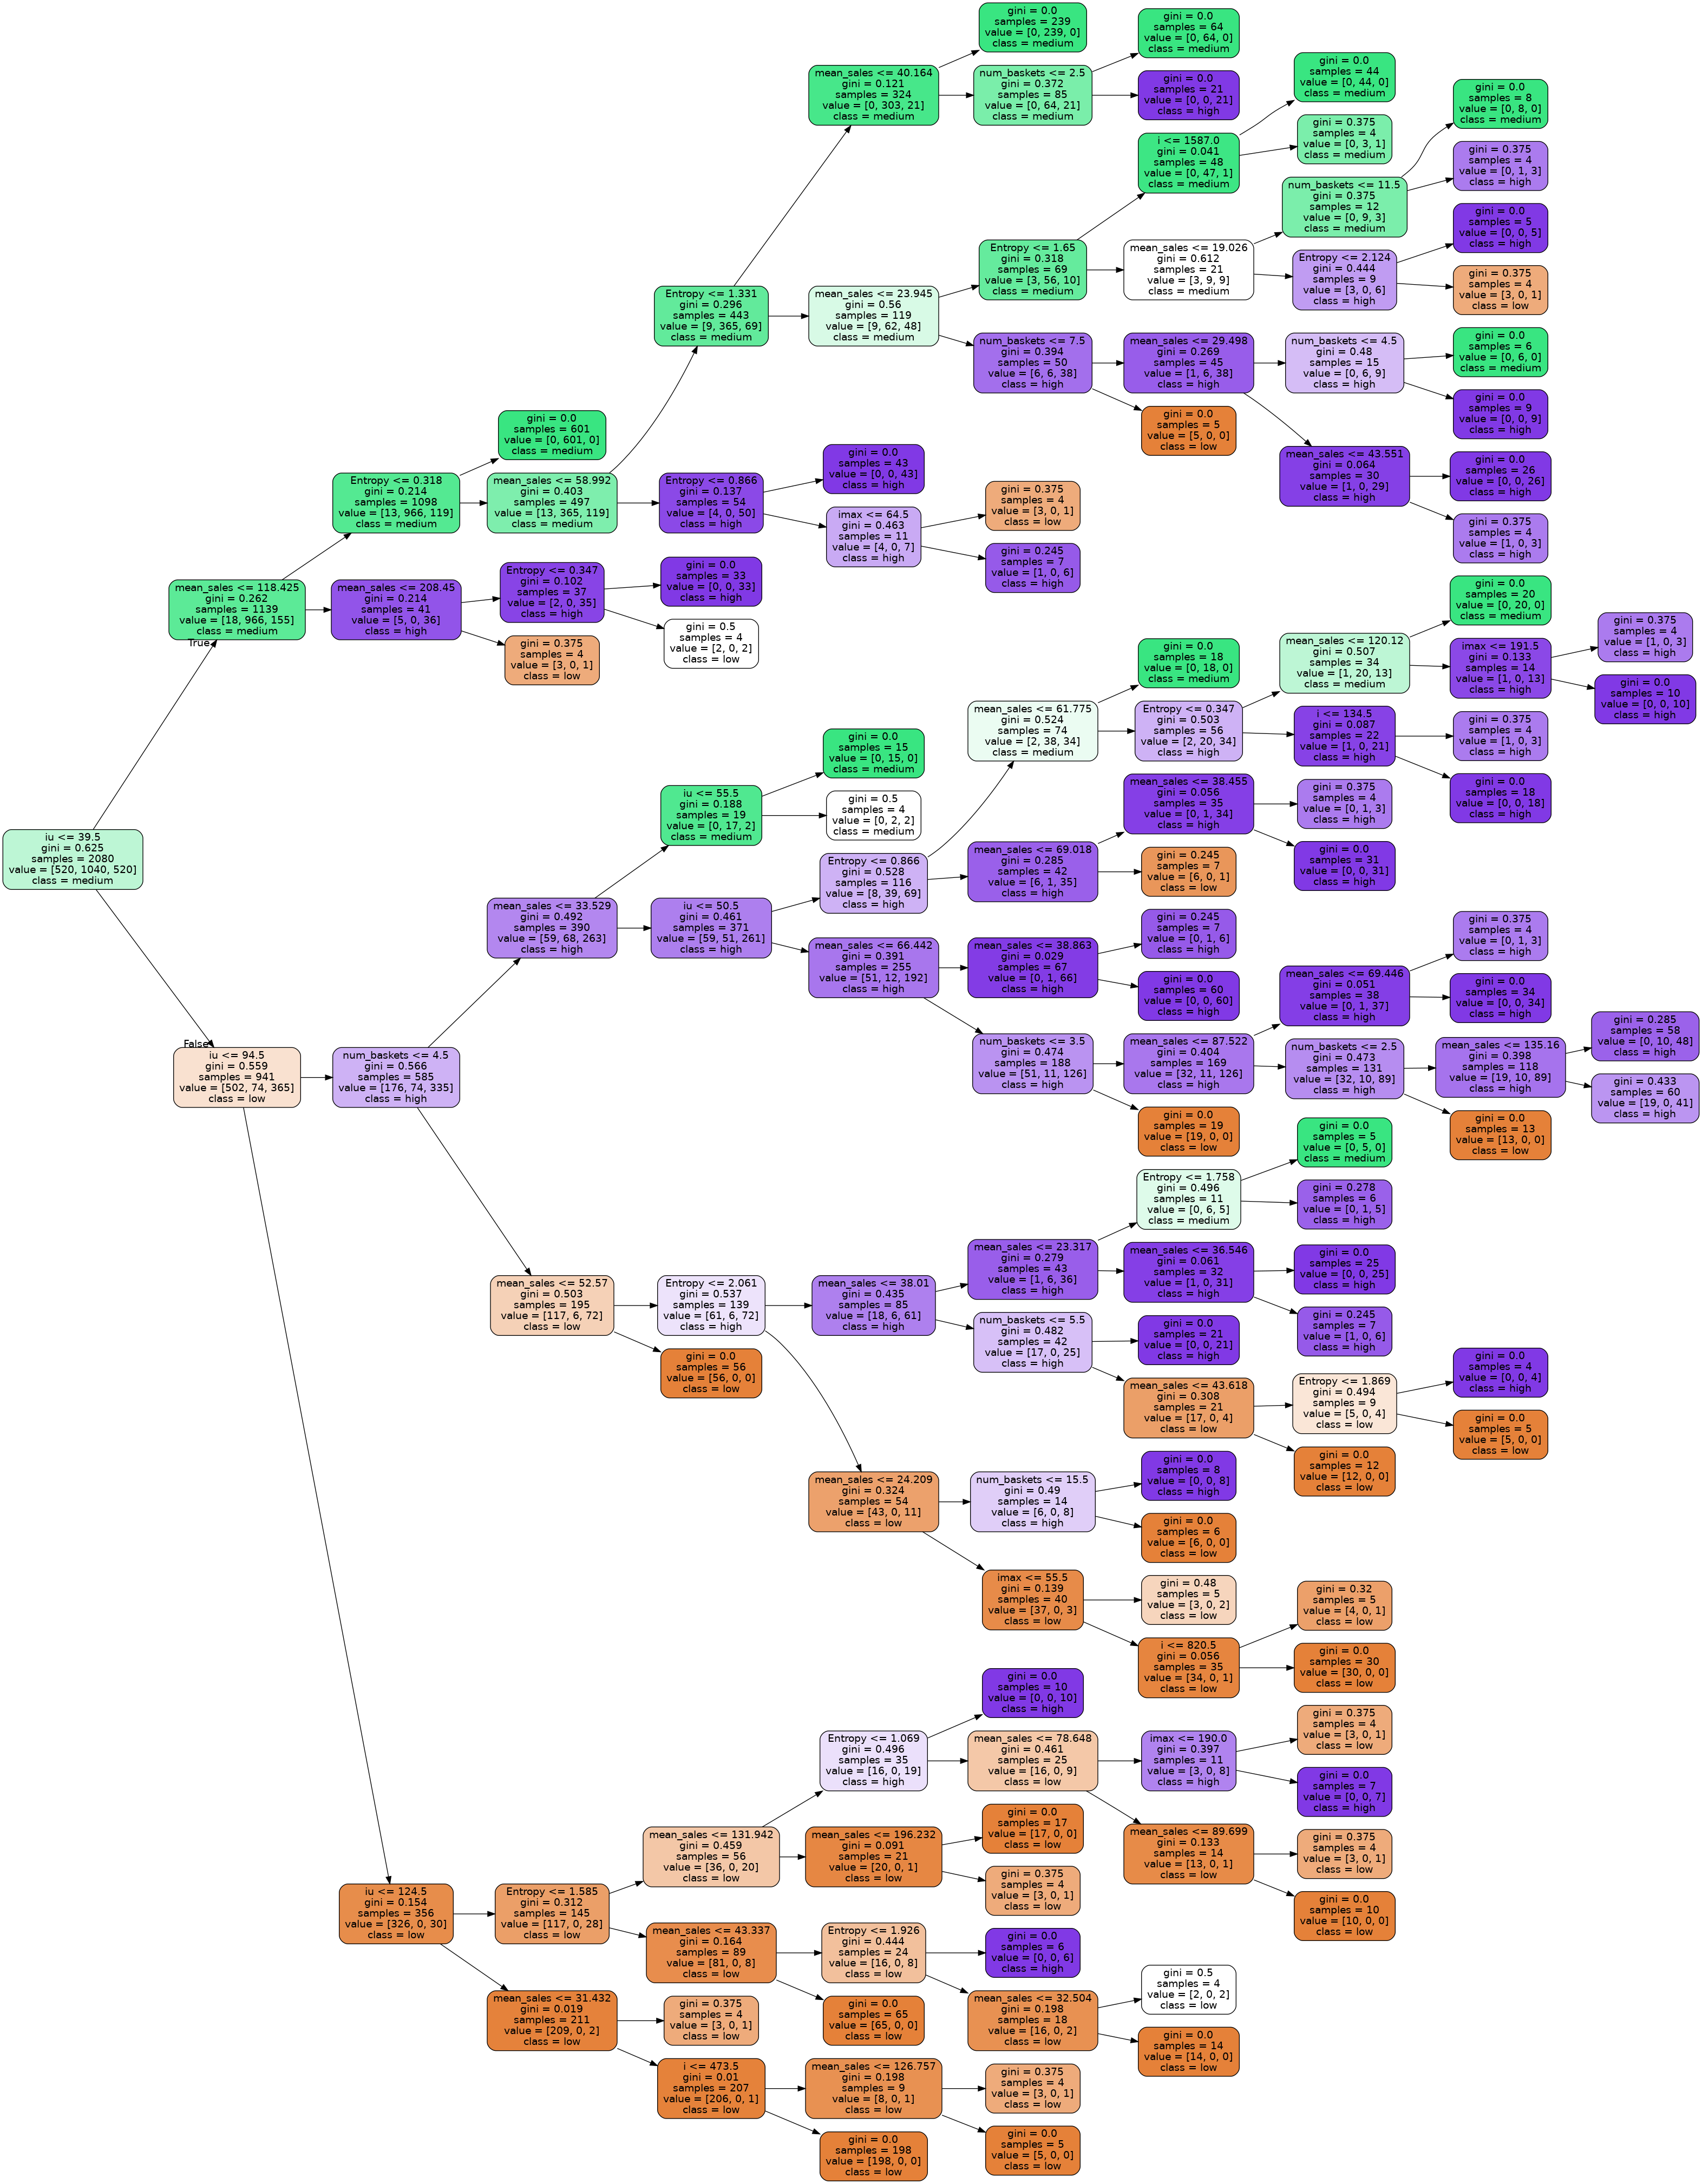 gini = 0.0
samples = 239
value = [0, 239, 0]
class = medium
gini = 0.0
samples = 64
value = [0, 64, 0]
class = medium
mean_sales <= 40.164
gini = 0.121
samples = 324
value = [0, 303, 21]
class = medium
num_baskets <= 2.5
gini = 0.372
samples = 85
value = [0, 64, 21]
class = medium
gini = 0.0
samples = 21
value = [0, 0, 21]
class = high
gini = 0.0
samples = 44
value = [0, 44, 0]
class = medium
gini = 0.0
samples = 8
value = [0, 8, 0]
class = medium
i <= 1587.0
gini = 0.041
samples = 48
value = [0, 47, 1]
class = medium
gini = 0.375
samples = 4
value = [0, 3, 1]
class = medium
gini = 0.375
samples = 4
value = [0, 1, 3]
class = high
num_baskets <= 11.5
gini = 0.375
samples = 12
value = [0, 9, 3]
class = medium
gini = 0.0
samples = 5
value = [0, 0, 5]
class = high
Entropy <= 1.65
gini = 0.318
samples = 69
value = [3, 56, 10]
class = medium
mean_sales <= 19.026
gini = 0.612
samples = 21
value = [3, 9, 9]
class = medium
Entropy <= 2.124
gini = 0.444
samples = 9
value = [3, 0, 6]
class = high
gini = 0.375
samples = 4
value = [3, 0, 1]
class = low
Entropy <= 1.331
gini = 0.296
samples = 443
value = [9, 365, 69]
class = medium
mean_sales <= 23.945
gini = 0.56
samples = 119
value = [9, 62, 48]
class = medium
num_baskets <= 7.5
gini = 0.394
samples = 50
value = [6, 6, 38]
class = high
mean_sales <= 29.498
gini = 0.269
samples = 45
value = [1, 6, 38]
class = high
num_baskets <= 4.5
gini = 0.48
samples = 15
value = [0, 6, 9]
class = high
gini = 0.0
samples = 6
value = [0, 6, 0]
class = medium
gini = 0.0
samples = 9
value = [0, 0, 9]
class = high
gini = 0.0
samples = 5
value = [5, 0, 0]
class = low
gini = 0.0
samples = 601
value = [0, 601, 0]
class = medium
mean_sales <= 43.551
gini = 0.064
samples = 30
value = [1, 0, 29]
class = high
gini = 0.0
samples = 26
value = [0, 0, 26]
class = high
gini = 0.0
samples = 43
value = [0, 0, 43]
class = high
Entropy <= 0.318
gini = 0.214
samples = 1098
value = [13, 966, 119]
class = medium
mean_sales <= 58.992
gini = 0.403
samples = 497
value = [13, 365, 119]
class = medium
Entropy <= 0.866
gini = 0.137
samples = 54
value = [4, 0, 50]
class = high
gini = 0.375
samples = 4
value = [3, 0, 1]
class = low
gini = 0.375
samples = 4
value = [1, 0, 3]
class = high
imax <= 64.5
gini = 0.463
samples = 11
value = [4, 0, 7]
class = high
gini = 0.245
samples = 7
value = [1, 0, 6]
class = high
mean_sales <= 118.425
gini = 0.262
samples = 1139
value = [18, 966, 155]
class = medium
mean_sales <= 208.45
gini = 0.214
samples = 41
value = [5, 0, 36]
class = high
Entropy <= 0.347
gini = 0.102
samples = 37
value = [2, 0, 35]
class = high
gini = 0.0
samples = 33
value = [0, 0, 33]
class = high
gini = 0.0
samples = 20
value = [0, 20, 0]
class = medium
True
gini = 0.375
samples = 4
value = [3, 0, 1]
class = low
gini = 0.5
samples = 4
value = [2, 0, 2]
class = low
gini = 0.0
samples = 18
value = [0, 18, 0]
class = medium
mean_sales <= 120.12
gini = 0.507
samples = 34
value = [1, 20, 13]
class = medium
imax <= 191.5
gini = 0.133
samples = 14
value = [1, 0, 13]
class = high
gini = 0.375
samples = 4
value = [1, 0, 3]
class = high
gini = 0.0
samples = 10
value = [0, 0, 10]
class = high
mean_sales <= 61.775
gini = 0.524
samples = 74
value = [2, 38, 34]
class = medium
Entropy <= 0.347
gini = 0.503
samples = 56
value = [2, 20, 34]
class = high
i <= 134.5
gini = 0.087
samples = 22
value = [1, 0, 21]
class = high
gini = 0.375
samples = 4
value = [1, 0, 3]
class = high
gini = 0.0
samples = 18
value = [0, 0, 18]
class = high
gini = 0.0
samples = 15
value = [0, 15, 0]
class = medium
iu <= 55.5
gini = 0.188
samples = 19
value = [0, 17, 2]
class = medium
gini = 0.5
samples = 4
value = [0, 2, 2]
class = medium
mean_sales <= 38.455
gini = 0.056
samples = 35
value = [0, 1, 34]
class = high
gini = 0.375
samples = 4
value = [0, 1, 3]
class = high
iu <= 39.5
gini = 0.625
samples = 2080
value = [520, 1040, 520]
class = medium
Entropy <= 0.866
gini = 0.528
samples = 116
value = [8, 39, 69]
class = high
mean_sales <= 69.018
gini = 0.285
samples = 42
value = [6, 1, 35]
class = high
gini = 0.245
samples = 7
value = [6, 0, 1]
class = low
gini = 0.0
samples = 31
value = [0, 0, 31]
class = high
mean_sales <= 33.529
gini = 0.492
samples = 390
value = [59, 68, 263]
class = high
iu <= 50.5
gini = 0.461
samples = 371
value = [59, 51, 261]
class = high
mean_sales <= 66.442
gini = 0.391
samples = 255
value = [51, 12, 192]
class = high
mean_sales <= 38.863
gini = 0.029
samples = 67
value = [0, 1, 66]
class = high
gini = 0.245
samples = 7
value = [0, 1, 6]
class = high
gini = 0.0
samples = 60
value = [0, 0, 60]
class = high
mean_sales <= 69.446
gini = 0.051
samples = 38
value = [0, 1, 37]
class = high
gini = 0.375
samples = 4
value = [0, 1, 3]
class = high
gini = 0.0
samples = 34
value = [0, 0, 34]
class = high
False
iu <= 94.5
gini = 0.559
samples = 941
value = [502, 74, 365]
class = low
num_baskets <= 4.5
gini = 0.566
samples = 585
value = [176, 74, 335]
class = high
num_baskets <= 3.5
gini = 0.474
samples = 188
value = [51, 11, 126]
class = high
mean_sales <= 87.522
gini = 0.404
samples = 169
value = [32, 11, 126]
class = high
num_baskets <= 2.5
gini = 0.473
samples = 131
value = [32, 10, 89]
class = high
mean_sales <= 135.16
gini = 0.398
samples = 118
value = [19, 10, 89]
class = high
gini = 0.285
samples = 58
value = [0, 10, 48]
class = high
gini = 0.433
samples = 60
value = [19, 0, 41]
class = high
gini = 0.0
samples = 19
value = [19, 0, 0]
class = low
gini = 0.0
samples = 13
value = [13, 0, 0]
class = low
gini = 0.0
samples = 5
value = [0, 5, 0]
class = medium
Entropy <= 1.758
gini = 0.496
samples = 11
value = [0, 6, 5]
class = medium
gini = 0.278
samples = 6
value = [0, 1, 5]
class = high
mean_sales <= 23.317
gini = 0.279
samples = 43
value = [1, 6, 36]
class = high
mean_sales <= 36.546
gini = 0.061
samples = 32
value = [1, 0, 31]
class = high
gini = 0.0
samples = 25
value = [0, 0, 25]
class = high
mean_sales <= 52.57
gini = 0.503
samples = 195
value = [117, 6, 72]
class = low
Entropy <= 2.061
gini = 0.537
samples = 139
value = [61, 6, 72]
class = high
mean_sales <= 38.01
gini = 0.435
samples = 85
value = [18, 6, 61]
class = high
num_baskets <= 5.5
gini = 0.482
samples = 42
value = [17, 0, 25]
class = high
gini = 0.0
samples = 21
value = [0, 0, 21]
class = high
gini = 0.245
samples = 7
value = [1, 0, 6]
class = high
gini = 0.0
samples = 56
value = [56, 0, 0]
class = low
mean_sales <= 43.618
gini = 0.308
samples = 21
value = [17, 0, 4]
class = low
Entropy <= 1.869
gini = 0.494
samples = 9
value = [5, 0, 4]
class = low
gini = 0.0
samples = 4
value = [0, 0, 4]
class = high
gini = 0.0
samples = 5
value = [5, 0, 0]
class = low
gini = 0.0
samples = 12
value = [12, 0, 0]
class = low
mean_sales <= 24.209
gini = 0.324
samples = 54
value = [43, 0, 11]
class = low
num_baskets <= 15.5
gini = 0.49
samples = 14
value = [6, 0, 8]
class = high
gini = 0.0
samples = 8
value = [0, 0, 8]
class = high
gini = 0.0
samples = 6
value = [6, 0, 0]
class = low
imax <= 55.5
gini = 0.139
samples = 40
value = [37, 0, 3]
class = low
gini = 0.48
samples = 5
value = [3, 0, 2]
class = low
gini = 0.32
samples = 5
value = [4, 0, 1]
class = low
i <= 820.5
gini = 0.056
samples = 35
value = [34, 0, 1]
class = low
gini = 0.0
samples = 30
value = [30, 0, 0]
class = low
gini = 0.0
samples = 10
value = [0, 0, 10]
class = high
Entropy <= 1.069
gini = 0.496
samples = 35
value = [16, 0, 19]
class = high
mean_sales <= 78.648
gini = 0.461
samples = 25
value = [16, 0, 9]
class = low
imax <= 190.0
gini = 0.397
samples = 11
value = [3, 0, 8]
class = high
gini = 0.375
samples = 4
value = [3, 0, 1]
class = low
gini = 0.0
samples = 7
value = [0, 0, 7]
class = high
mean_sales <= 131.942
gini = 0.459
samples = 56
value = [36, 0, 20]
class = low
mean_sales <= 196.232
gini = 0.091
samples = 21
value = [20, 0, 1]
class = low
gini = 0.0
samples = 17
value = [17, 0, 0]
class = low
gini = 0.375
samples = 4
value = [3, 0, 1]
class = low
mean_sales <= 89.699
gini = 0.133
samples = 14
value = [13, 0, 1]
class = low
gini = 0.375
samples = 4
value = [3, 0, 1]
class = low
gini = 0.0
samples = 10
value = [10, 0, 0]
class = low
iu <= 124.5
gini = 0.154
samples = 356
value = [326, 0, 30]
class = low
Entropy <= 1.585
gini = 0.312
samples = 145
value = [117, 0, 28]
class = low
mean_sales <= 43.337
gini = 0.164
samples = 89
value = [81, 0, 8]
class = low
Entropy <= 1.926
gini = 0.444
samples = 24
value = [16, 0, 8]
class = low
gini = 0.0
samples = 6
value = [0, 0, 6]
class = high
mean_sales <= 31.432
gini = 0.019
samples = 211
value = [209, 0, 2]
class = low
gini = 0.375
samples = 4
value = [3, 0, 1]
class = low
gini = 0.0
samples = 65
value = [65, 0, 0]
class = low
mean_sales <= 32.504
gini = 0.198
samples = 18
value = [16, 0, 2]
class = low
gini = 0.5
samples = 4
value = [2, 0, 2]
class = low
gini = 0.0
samples = 14
value = [14, 0, 0]
class = low
i <= 473.5
gini = 0.01
samples = 207
value = [206, 0, 1]
class = low
mean_sales <= 126.757
gini = 0.198
samples = 9
value = [8, 0, 1]
class = low
gini = 0.375
samples = 4
value = [3, 0, 1]
class = low
gini = 0.0
samples = 198
value = [198, 0, 0]
class = low
gini = 0.0
samples = 5
value = [5, 0, 0]
class = low